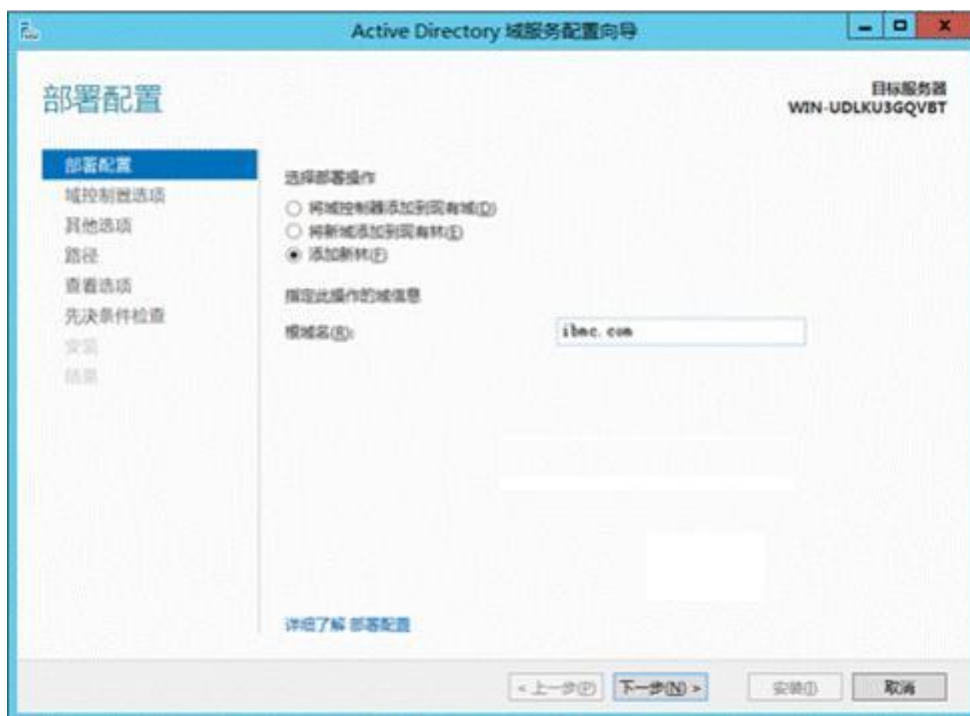 Active Directory 域服务配置向导
部署配置
目标服务器
WIN-UDLKU3GQVBT
部署配置
域控制器选项
其他选项
路径
查看选项
先决条件检查
安装
结果
选择部署操作
将域控制器添加到现有域(D)
将新域添加到现有林(E)
添加新林(F)
指定此操作的域信息
根域名(R):
ibmc.com
详细了解 部署配置
< 上一步(P)
下一步(N) >
安装(I)
取消